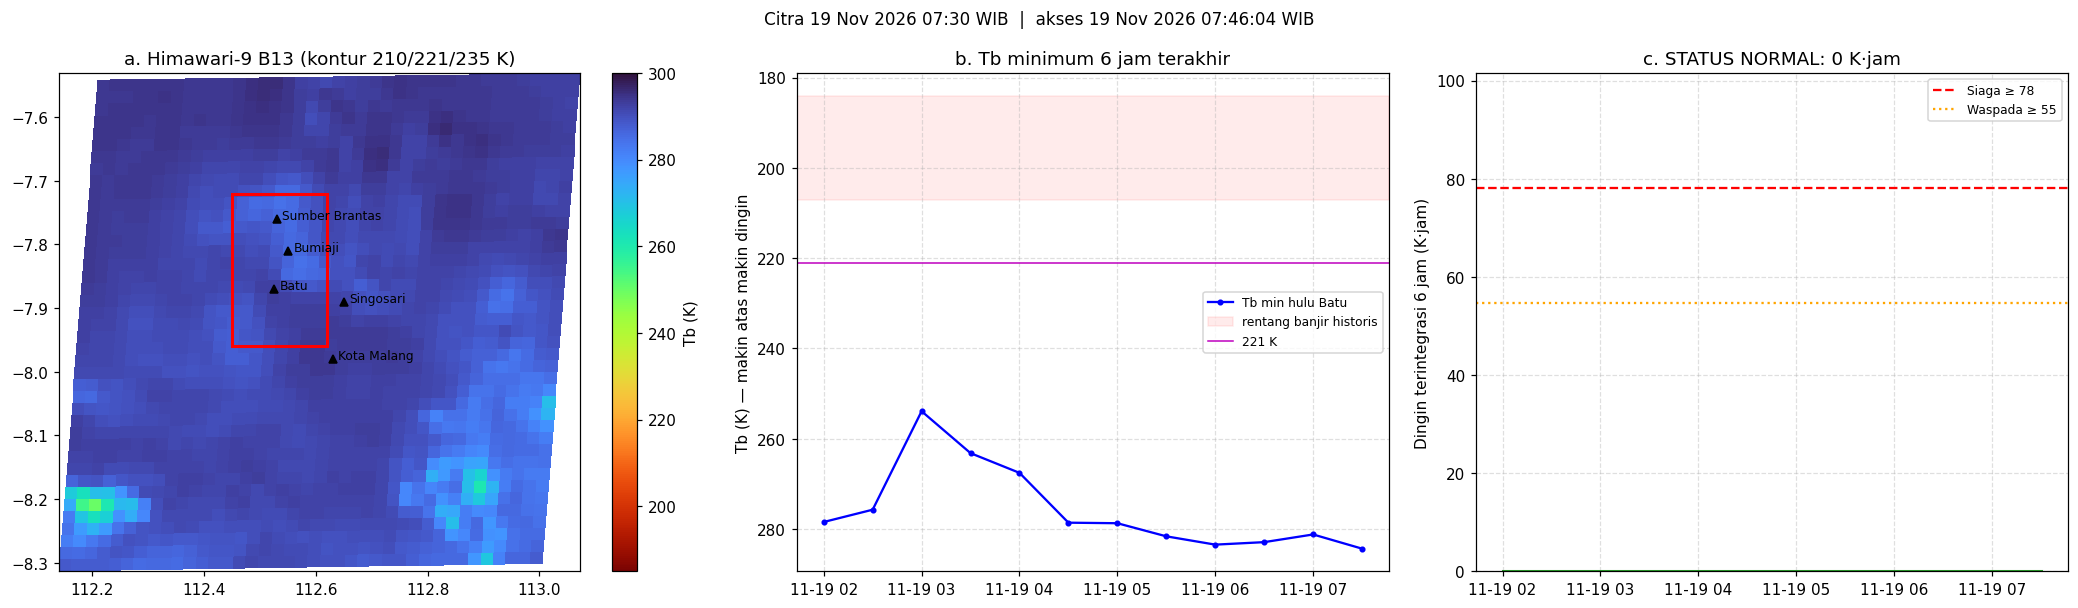 Citra 19 Nov 2026 07:30 WIB | akses 19 Nov 2026 07:46:04 WIB
a. Himawari-9 B13 (kontur 210/221/235 K)
−7.6
−7.7
−7.8
−7.9
−8.0
−8.1
−8.2
−8.3
112.2
112.4
112.6
112.8
113.0
Sumber Brantas
Bumiaji
Batu
Singosari
Kota Malang
300
280
260
240
220
200
Tb (K)
b. Tb minimum 6 jam terakhir
Tb (K) — makin atas makin dingin
180
200
220
240
260
280
Tb min hulu Batu
rentang banjir historis
221 K
11-19 02
11-19 03
11-19 04
11-19 05
11-19 06
11-19 07
c. STATUS NORMAL: 0 K·jam
Dingin terintegrasi 6 jam (K·jam)
100
80
60
40
20
0
Siaga ≥ 78
Waspada ≥ 55
11-19 02
11-19 03
11-19 04
11-19 05
11-19 06
11-19 07